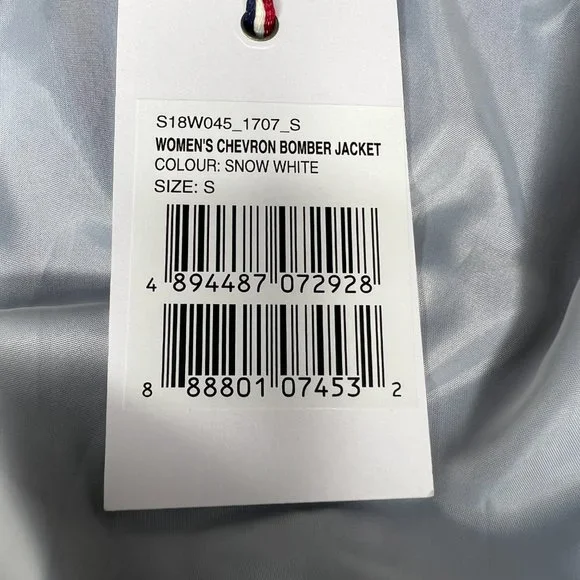 S18W045_1707_S
WOMEN'S CHEVRON BOMBER JACKET
COLOUR: SNOW WHITE
SIZE: S
4 894487 072928
8 88801 07453 2